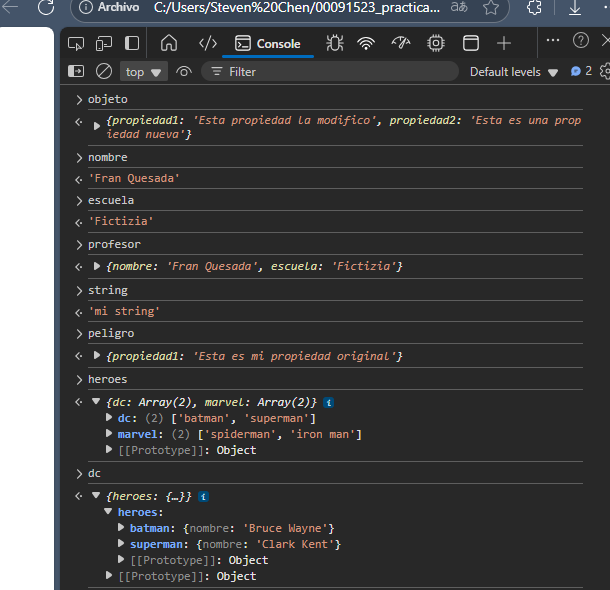 Archivo C:/Users/Steven%20Chen/00091523_practica... aあ
Console
top Filter Default levels 2
> objeto
{propiedad1: 'Esta propiedad la modifico', propiedad2: 'Esta es una prop
iedad nueva'}
> nombre
'Fran Quesada'
> escuela
'Fictizia'
> profesor
{nombre: 'Fran Quesada', escuela: 'Fictizia'}
> string
'mi string'
> peligro
{propiedad1: 'Esta es mi propiedad original'}
> heroes
{dc: Array(2), marvel: Array(2)} i
dc: (2) ['batman', 'superman']
marvel: (2) ['spiderman', 'iron man']
[[Prototype]]: Object
> dc
{heroes: {…}} i
heroes:
batman: {nombre: 'Bruce Wayne'}
superman: {nombre: 'Clark Kent'}
[[Prototype]]: Object
[[Prototype]]: Object